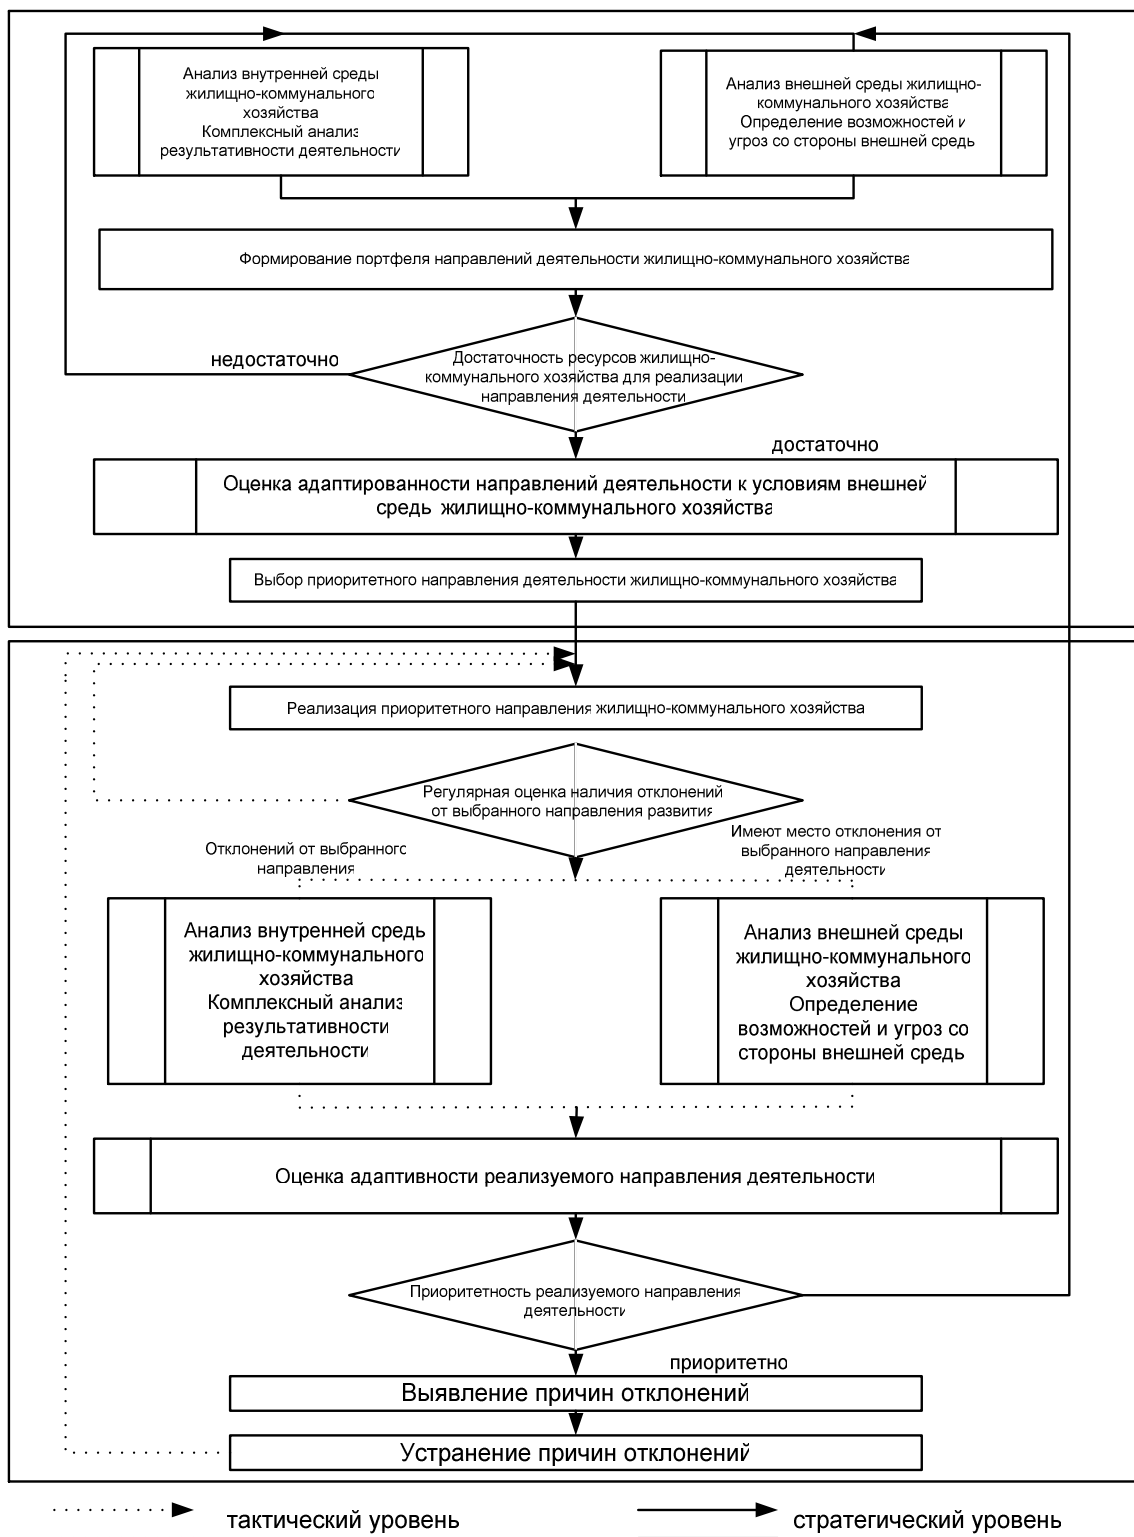 Анализ внутренней среды
жилищно-коммунального
хозяйства
Комплексный анализ
результативности деятельности
Анализ внешней среды жилищно-
коммунального хозяйства
Определение возможностей и
угроз со стороны внешней средь
Формирование портфеля направлений деятельности жилищно-коммунального хозяйства
недостаточно
Достаточность ресурсов жилищно-
коммунального хозяйства для реализации
направления деятельности
достаточно
Оценка адаптированности направлений деятельности к условиям внешней
средь жилищно-коммунального хозяйства
Выбор приоритетного направления деятельности жилищно-коммунального хозяйства
Реализация приоритетного направления жилищно-коммунального хозяйства
Регулярная оценка наличия отклонений
от выбранного направления развития
Отклонений от выбранного
направления
Имеют место отклонения от
выбранного направления
деятельности
Анализ внутренней средь
жилищно-коммунального
хозяйства
Комплексный анализ
результативности
деятельности
Анализ внешней среды
жилищно-коммунального
хозяйства
Определение
возможностей и угроз со
стороны внешней средь
Оценка адаптивности реализуемого направления деятельности
Приоритетность реализуемого направления
деятельности
приоритетно
Выявление причин отклонений
Устранение причин отклонений
тактический уровень
стратегический уровень